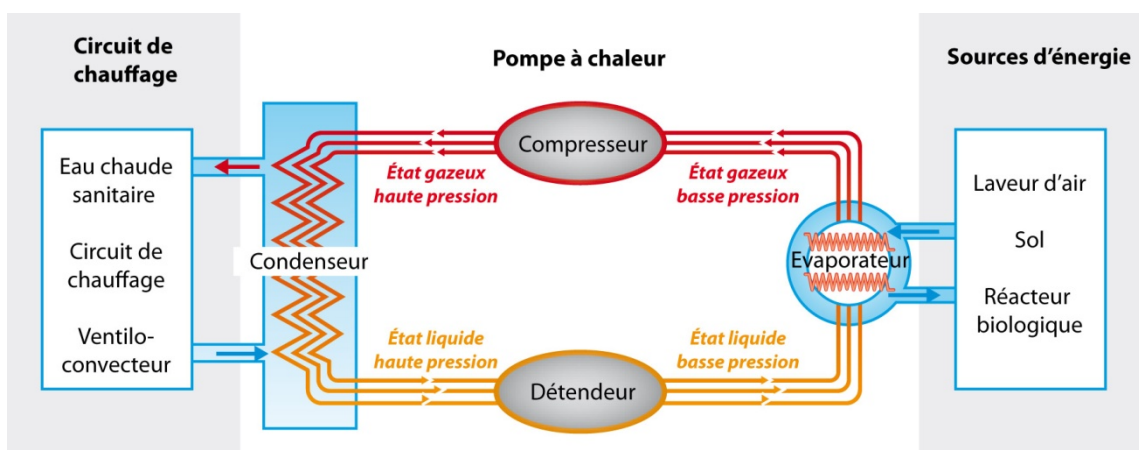 Circuit de
chauffage
Pompe à chaleur
Sources d'énergie
Compresseur
Eau chaude
sanitaire
Circuit de
chauffage
Ventilo-
convecteur
État gazeux
haute pression
État gazeux
basse pression
Condenseur
Evaporateur
Laveur d'air
Sol
Réacteur
biologique
État liquide
haute pression
État liquide
basse pression
Détendeur